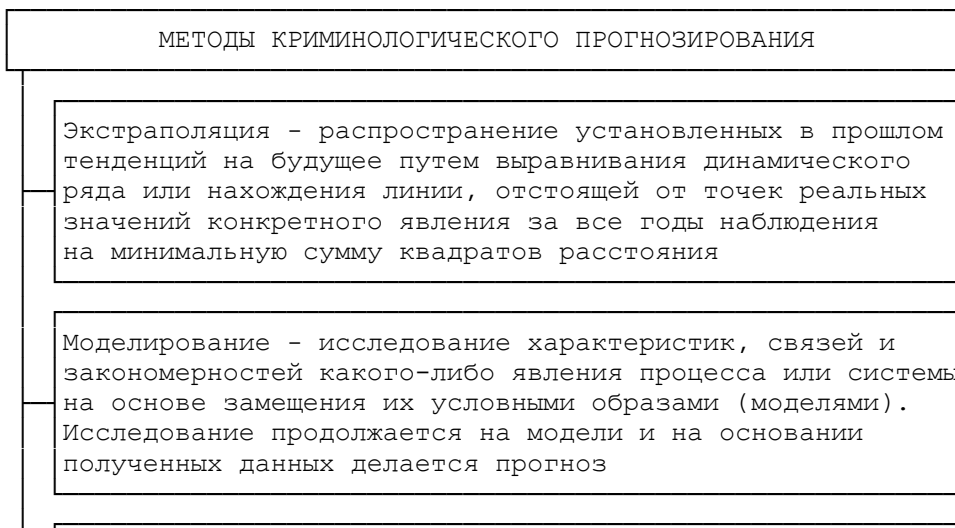 МЕТОДЫ КРИМИНОЛОГИЧЕСКОГО ПРОГНОЗИРОВАНИЯ
Экстраполяция - распространение установленных в прошлом
тенденций на будущее путем выравнивания динамического
ряда или нахождения линии, отстоящей от точек реальных
значений конкретного явления за все годы наблюдения
на минимальную сумму квадратов расстояния
Моделирование - исследование характеристик, связей и
закономерностей какого-либо явления процесса или системы
на основе замещения их условными образами (моделями).
Исследование продолжается на модели и на основании
полученных данных делается прогноз